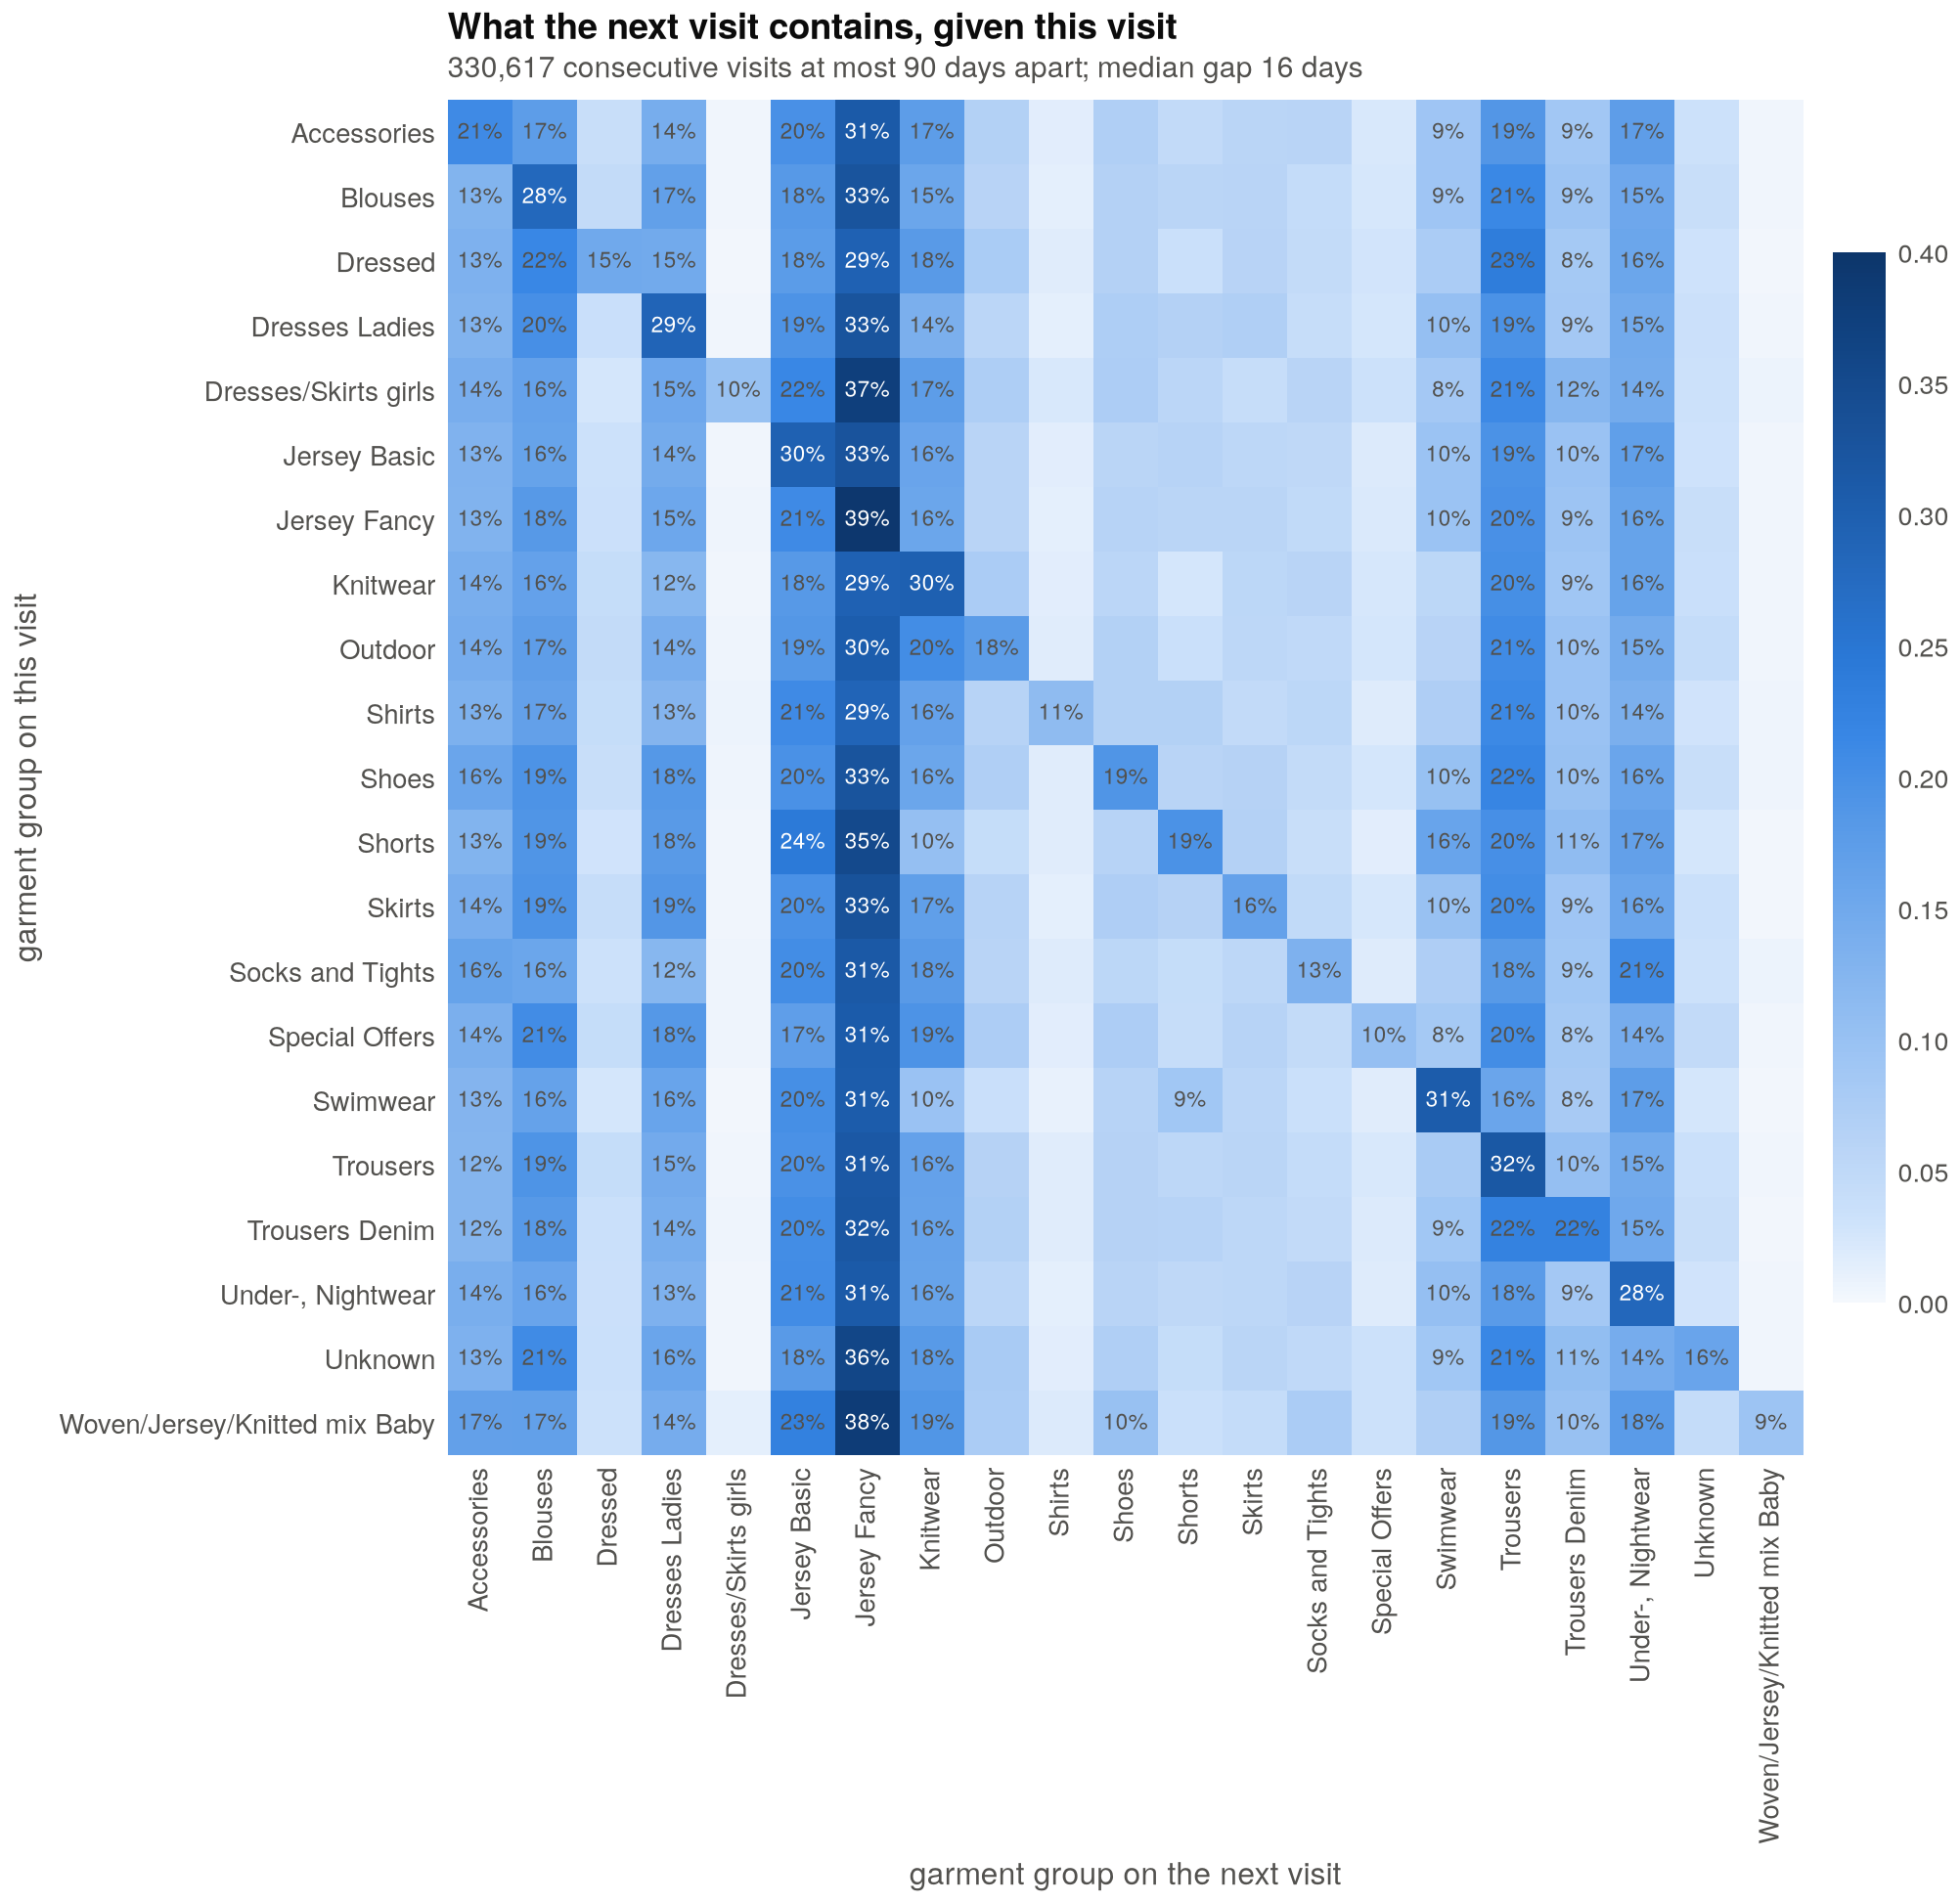 What the next visit contains, given this visit
330,617 consecutive visits at most 90 days apart; median gap 16 days
Accessories 21% 17% 14% 20% 31% 17% 9% 19% 9% 17%
Blouses 13% 28% 17% 18% 33% 15% 9% 21% 9% 15%
Dressed 13% 22% 15% 15% 18% 29% 18% 23% 8% 16%
Dresses Ladies 13% 20% 29% 19% 33% 14% 10% 19% 9% 15%
Dresses/Skirts girls 14% 16% 15% 10% 22% 37% 17% 8% 21% 12% 14%
Jersey Basic 13% 16% 14% 30% 33% 16% 10% 19% 10% 17%
Jersey Fancy 13% 18% 15% 21% 39% 16% 10% 20% 9% 16%
Knitwear 14% 16% 12% 18% 29% 30% 20% 9% 16%
Outdoor 14% 17% 14% 19% 30% 20% 18% 21% 10% 15%
Shirts 13% 17% 13% 21% 29% 16% 11% 21% 10% 14%
Shoes 16% 19% 18% 20% 33% 16% 19% 10% 22% 10% 16%
Shorts 13% 19% 18% 24% 35% 10% 19% 16% 20% 11% 17%
Skirts 14% 19% 19% 20% 33% 17% 16% 10% 20% 9% 16%
Socks and Tights 16% 16% 12% 20% 31% 18% 13% 18% 9% 21%
Special Offers 14% 21% 18% 17% 31% 19% 10% 8% 20% 8% 14%
Swimwear 13% 16% 16% 20% 31% 10% 9% 31% 16% 8% 17%
Trousers 12% 19% 15% 20% 31% 16% 32% 10% 15%
Trousers Denim 12% 18% 14% 20% 32% 16% 9% 22% 22% 15%
Under-, Nightwear 14% 16% 13% 21% 31% 16% 10% 18% 9% 28%
Unknown 13% 21% 16% 18% 36% 18% 9% 21% 11% 14% 16%
Woven/Jersey/Knitted mix Baby 17% 17% 14% 23% 38% 19% 10% 19% 10% 18% 9%
garment group on this visit
Accessories
Blouses
Dressed
Dresses Ladies
Dresses/Skirts girls
Jersey Basic
Jersey Fancy
Knitwear
Outdoor
Shirts
Shoes
Shorts
Skirts
Socks and Tights
Special Offers
Swimwear
Trousers
Trousers Denim
Under-, Nightwear
Unknown
Woven/Jersey/Knitted mix Baby
garment group on the next visit
0.40
0.35
0.30
0.25
0.20
0.15
0.10
0.05
0.00